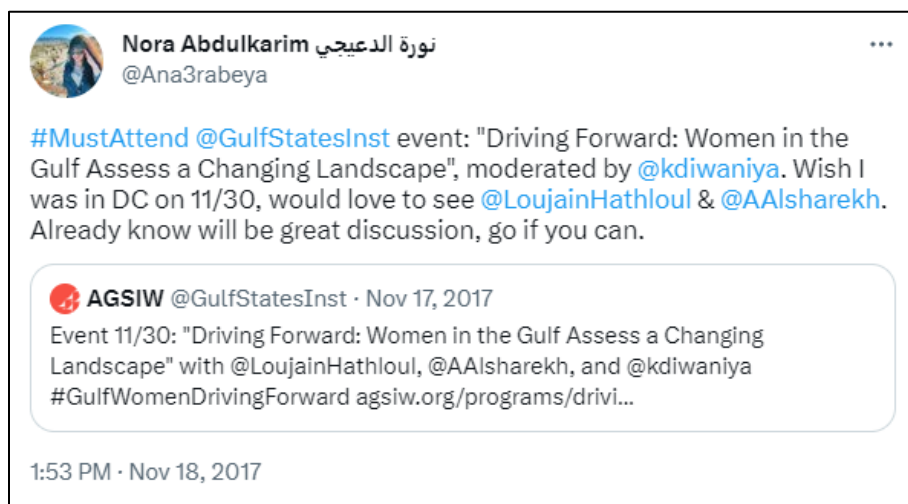 Nora Abdulkarim نورة الدعيجي
@Ana3rabeya
#MustAttend @GulfStatesInst event: "Driving Forward: Women in the
Gulf Assess a Changing Landscape", moderated by @kdiwaniya. Wish I
was in DC on 11/30, would love to see @LoujainHathloul & @AAlsharekh.
Already know will be great discussion, go if you can.
AGSIW @GulfStatesInst · Nov 17, 2017
Event 11/30: "Driving Forward: Women in the Gulf Assess a Changing
Landscape" with @LoujainHathloul, @AAlsharekh, and @kdiwaniya
#GulfWomenDrivingForward agsiw.org/programs/drivi...
1:53 PM · Nov 18, 2017